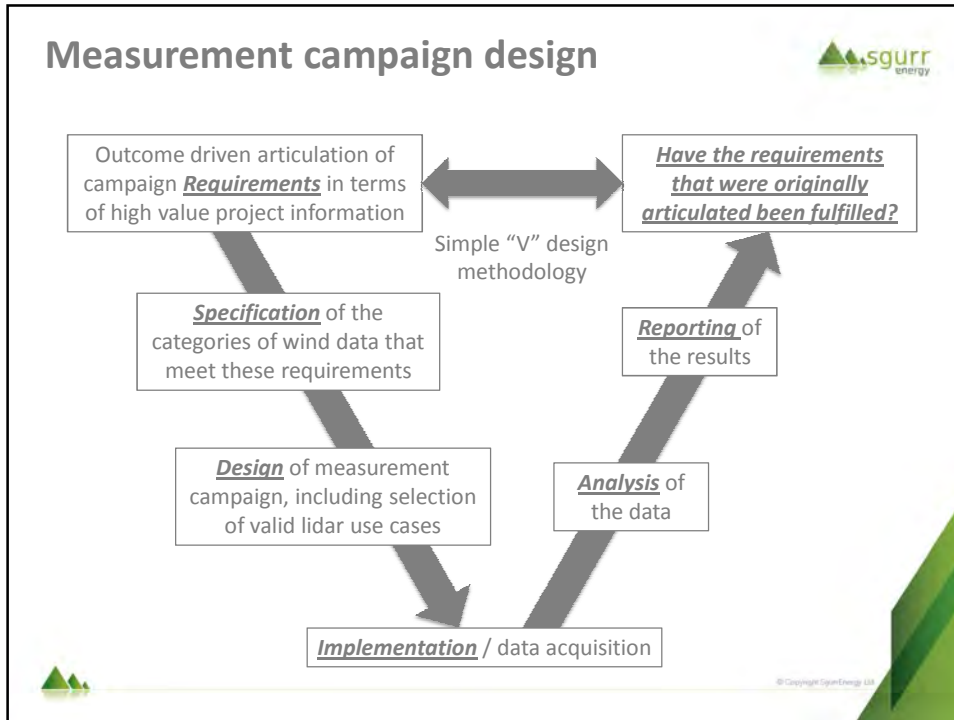 Measurement campaign design
sgurr
energy
Outcome driven articulation of
campaign Requirements in terms
of high value project information
Have the requirements
that were originally
articulated been fulfilled?
Simple “V” design
methodology
Specification of the
categories of wind data that
meet these requirements
Reporting of
the results
Design of measurement
campaign, including selection
of valid lidar use cases
Analysis of
the data
Implementation / data acquisition
© Copyright SgurrEnergy Ltd